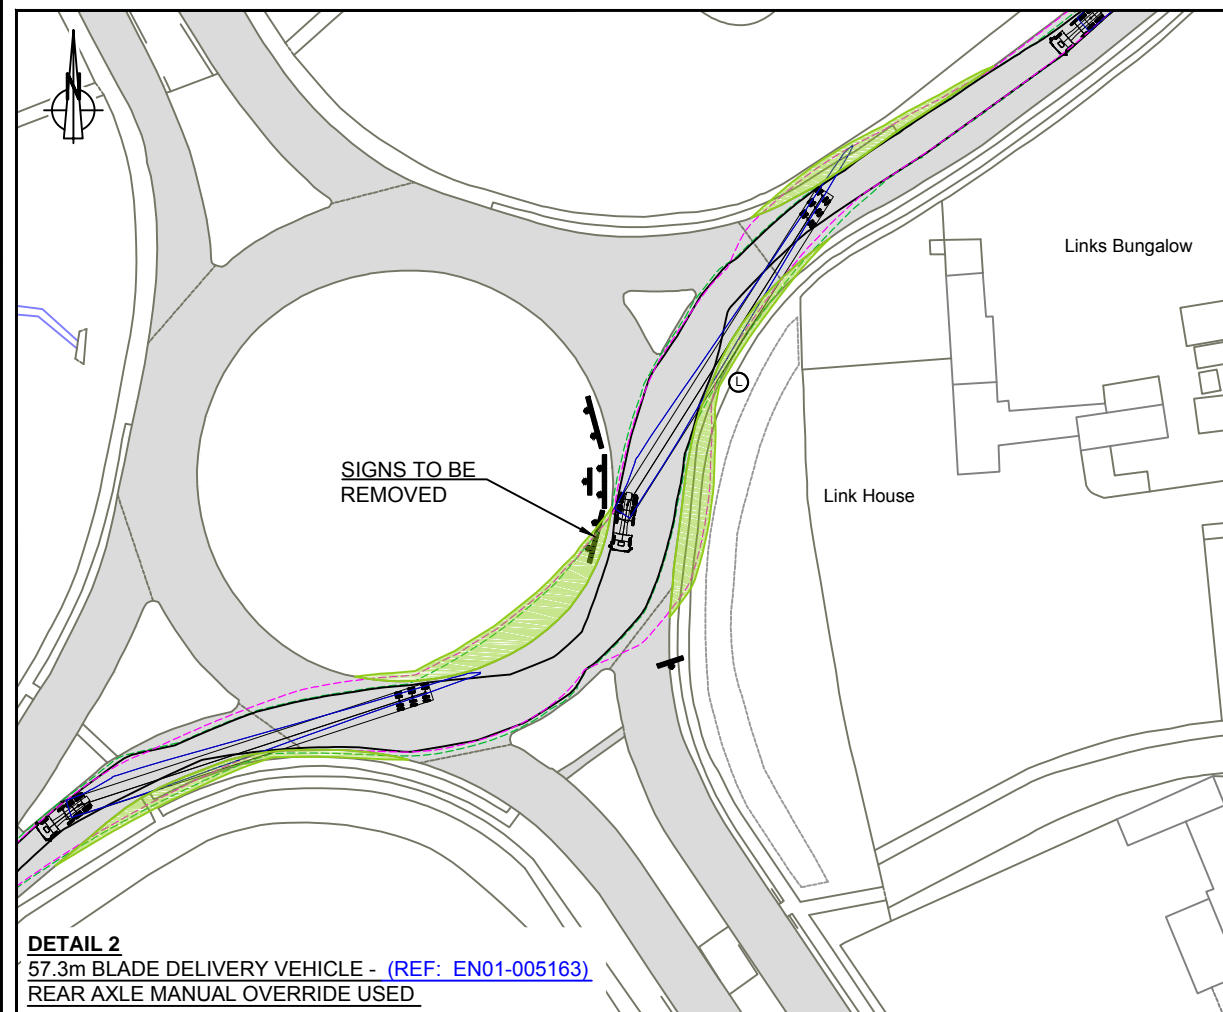 N
Links Bungalow
SIGNS TO BE
REMOVED
L
Link House
DETAIL 2
57.3m BLADE DELIVERY VEHICLE - (REF: EN01-005163)
REAR AXLE MANUAL OVERRIDE USED